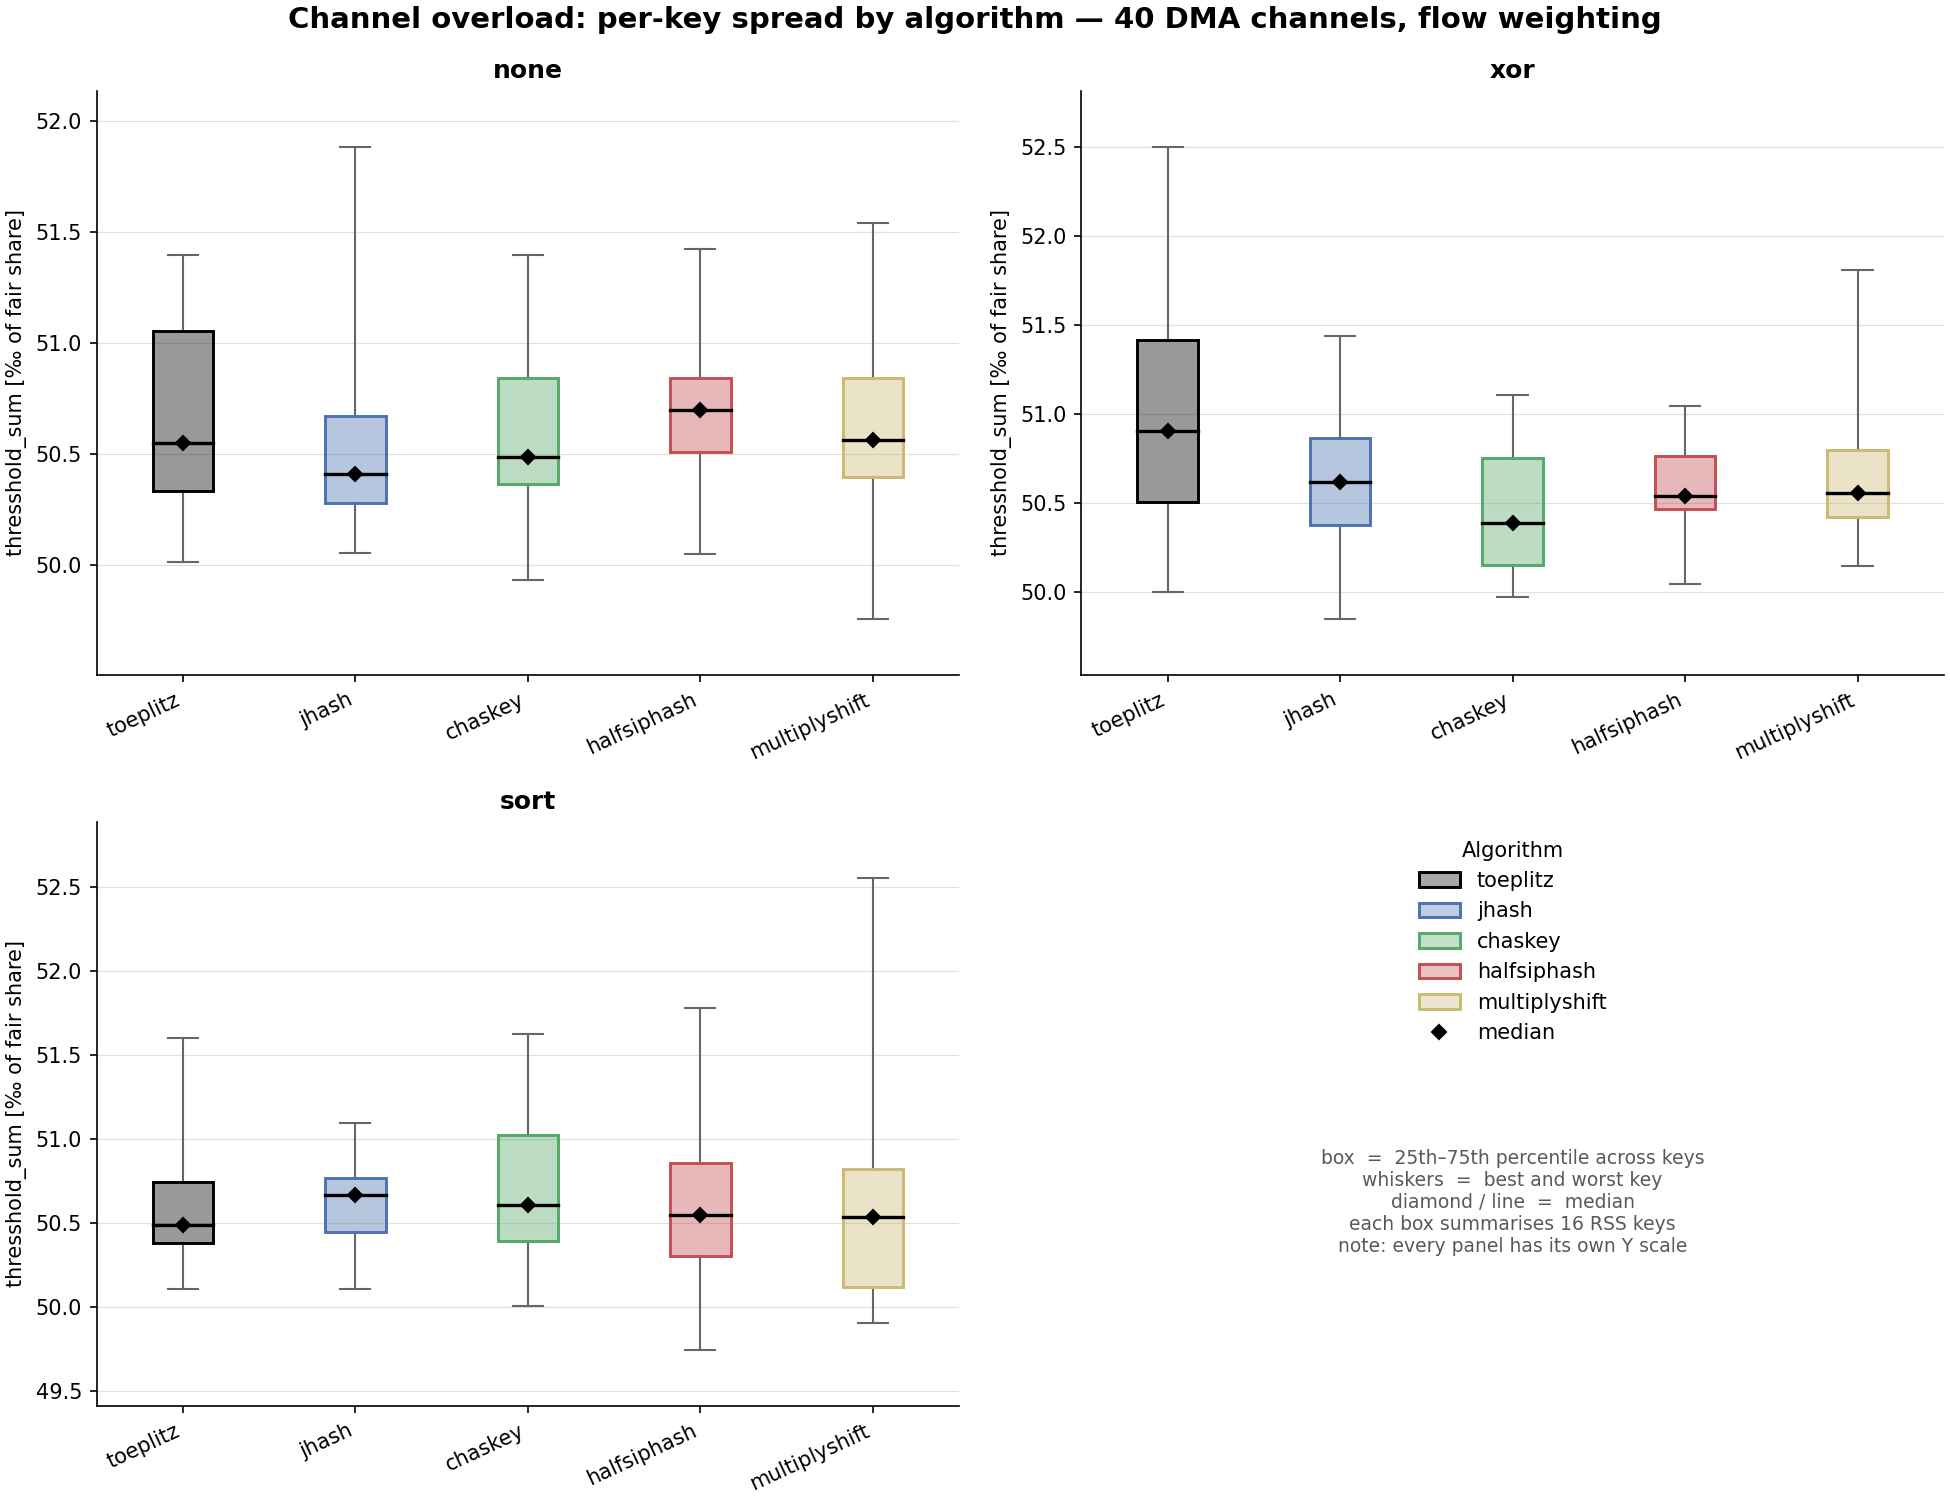 Channel overload: per-key spread by algorithm — 40 DMA channels, flow weighting
none
thresshold_sum [‰ of fair share]
52.0
51.5
51.0
50.5
50.0
toeplitz
jhash
chaskey
halfsiphash
multiplyshift
xor
thresshold_sum [‰ of fair share]
52.5
52.0
51.5
51.0
50.5
50.0
toeplitz
jhash
chaskey
halfsiphash
multiplyshift
sort
thresshold_sum [‰ of fair share]
52.5
52.0
51.5
51.0
50.5
50.0
49.5
toeplitz
jhash
chaskey
halfsiphash
multiplyshift
Algorithm
toeplitz
jhash
chaskey
halfsiphash
multiplyshift
median
box = 25th–75th percentile across keys
whiskers = best and worst key
diamond / line = median
each box summarises 16 RSS keys
note: every panel has its own Y scale